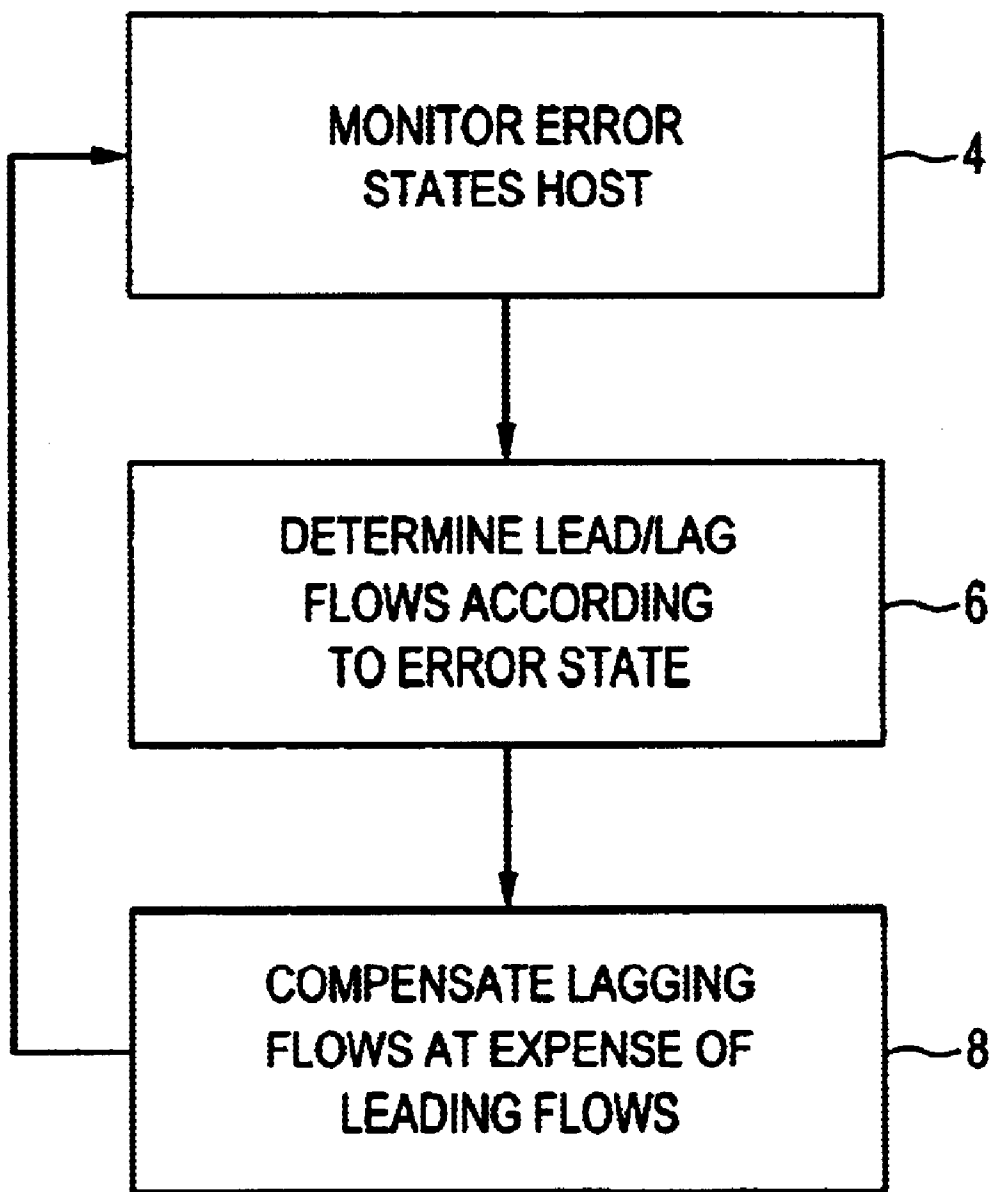 MONITOR ERROR
STATES HOST
4
DETERMINE LEAD/LAG
FLOWS ACCORDING
TO ERROR STATE
6
COMPENSATE LAGGING
FLOWS AT EXPENSE OF
LEADING FLOWS
8